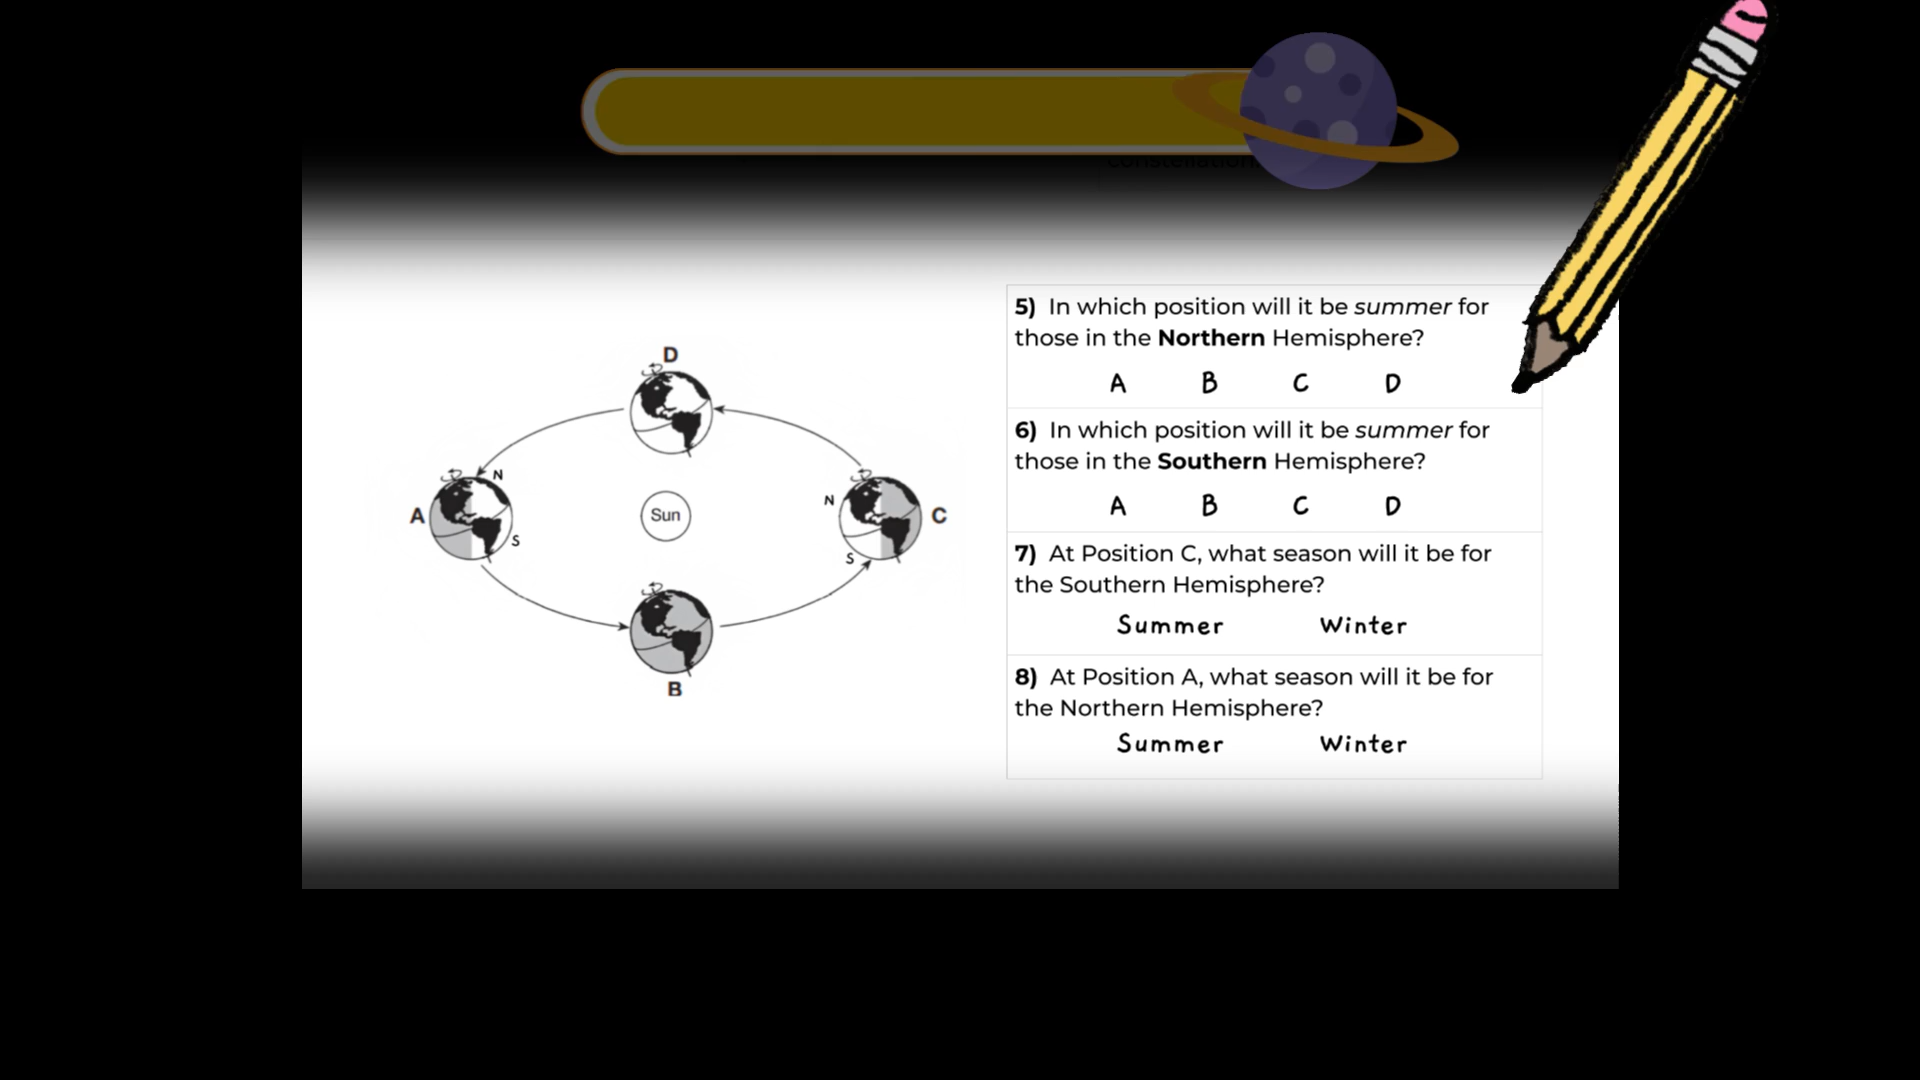 constellation
D
N
A
S
Sun
N
C
S
B
5) In which position will it be summer for
those in the Northern Hemisphere?
A B C D
6) In which position will it be summer for
those in the Southern Hemisphere?
A B C D
7) At Position C, what season will it be for
the Southern Hemisphere?
Summer Winter
8) At Position A, what season will it be for
the Northern Hemisphere?
Summer Winter